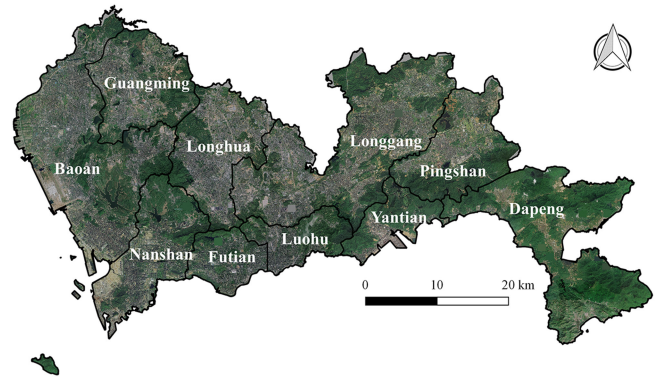 Guangming
Longhua
Longgang
Baoan
Pingshan
Dapeng
Yantian
Luohu
Nanshan
Futian
0 10 20 km